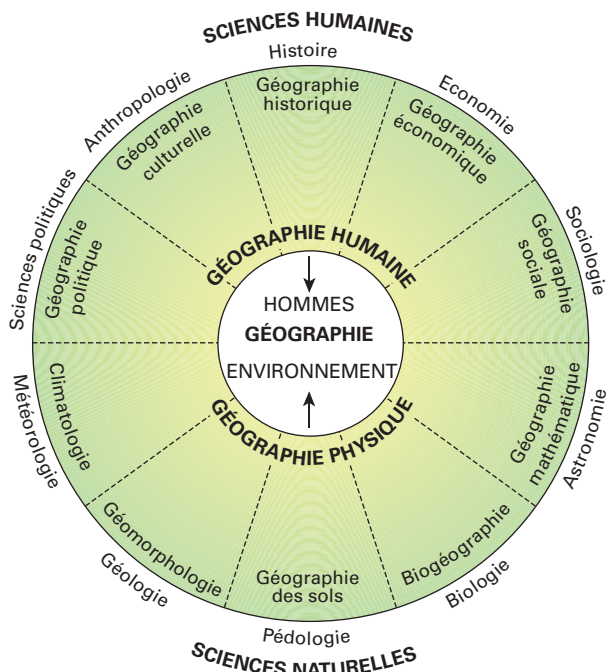 SCIENCES HUMAINES
Histoire
Anthropologie
Economie
Sciences politiques
Sociologie
Géographie
historique
Géographie
culturelle
Géographie
économique
Géographie
politique
Géographie
sociale
GÉOGRAPHIE HUMAINE
HOMMES
GÉOGRAPHIE
ENVIRONNEMENT
GÉOGRAPHIE PHYSIQUE
Climatologie
Météorologie
Géographie
mathématique
Astronomie
Géomorphologie
Géologie
Géographie
des sols
Pédologie
Biogéographie
Biologie
SCIENCES NATURELLES